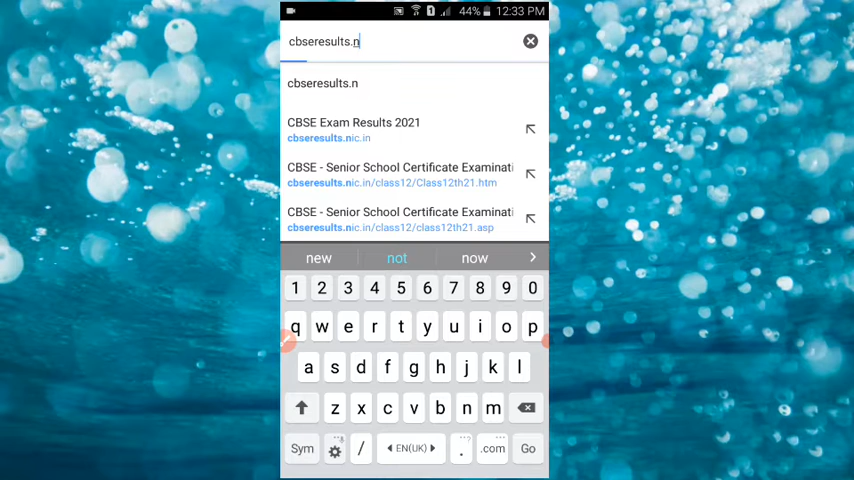 1 44% 12:33 PM
cbseresults.n
cbseresults.n
CBSE Exam Results 2021
cbseresults.nic.in
CBSE - Senior School Certificate Examinati
cbseresults.nic.in/class12/Class12th21.htm
CBSE - Senior School Certificate Examinati
cbseresults.nic.in/class12/class12th21.asp
new not now
1 2 3 4 5 6 7 8 9 0
q w e r t y u i o p
a s d f g h j k l
z x c v b n m
Sym / EN(UK) . .com Go